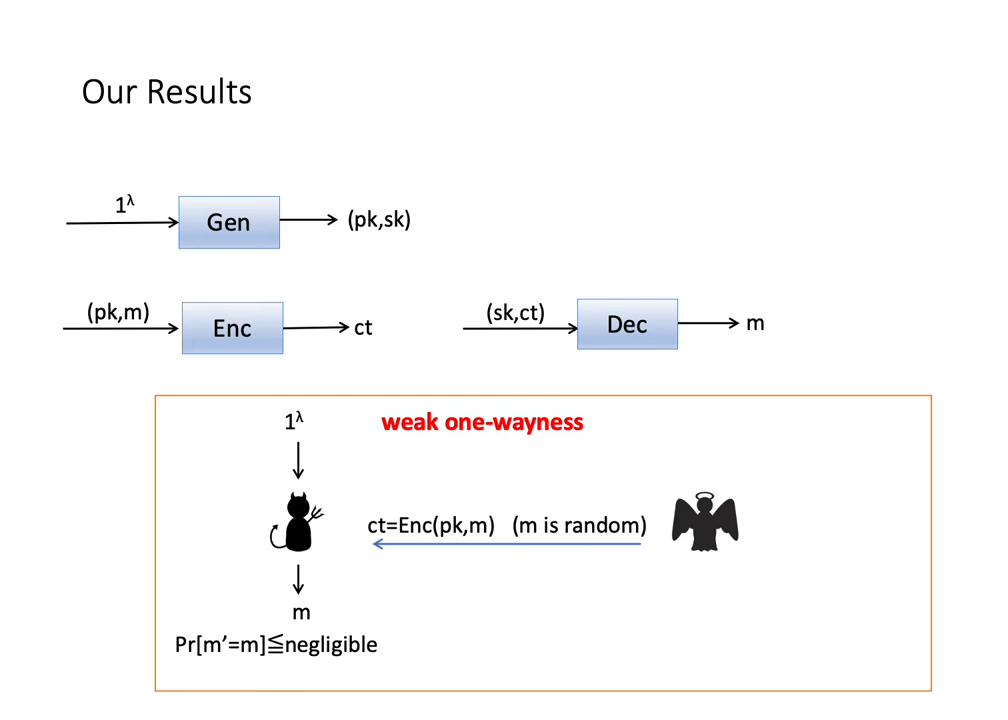 Our Results
1^λ
Gen
(pk,sk)
(pk,m)
Enc
ct
(sk,ct)
Dec
m
1^λ
weak one-wayness
ct=Enc(pk,m) (m is random)
m
Pr[m’=m]≦negligible